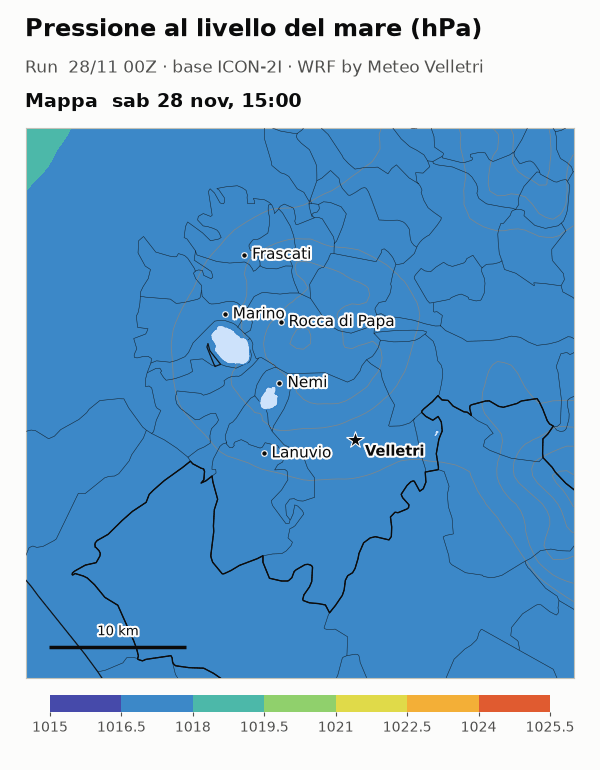 Pressione al livello del mare (hPa)
Run  28/11 00Z · base ICON-2I · WRF by Meteo Velletri
Mappa  sab 28 nov, 15:00
Frascati
Marino
Rocca di Papa
Nemi
Velletri
Lanuvio
10 km
1015 1016.5 1018 1019.5 1021 1022.5 1024 1025.5